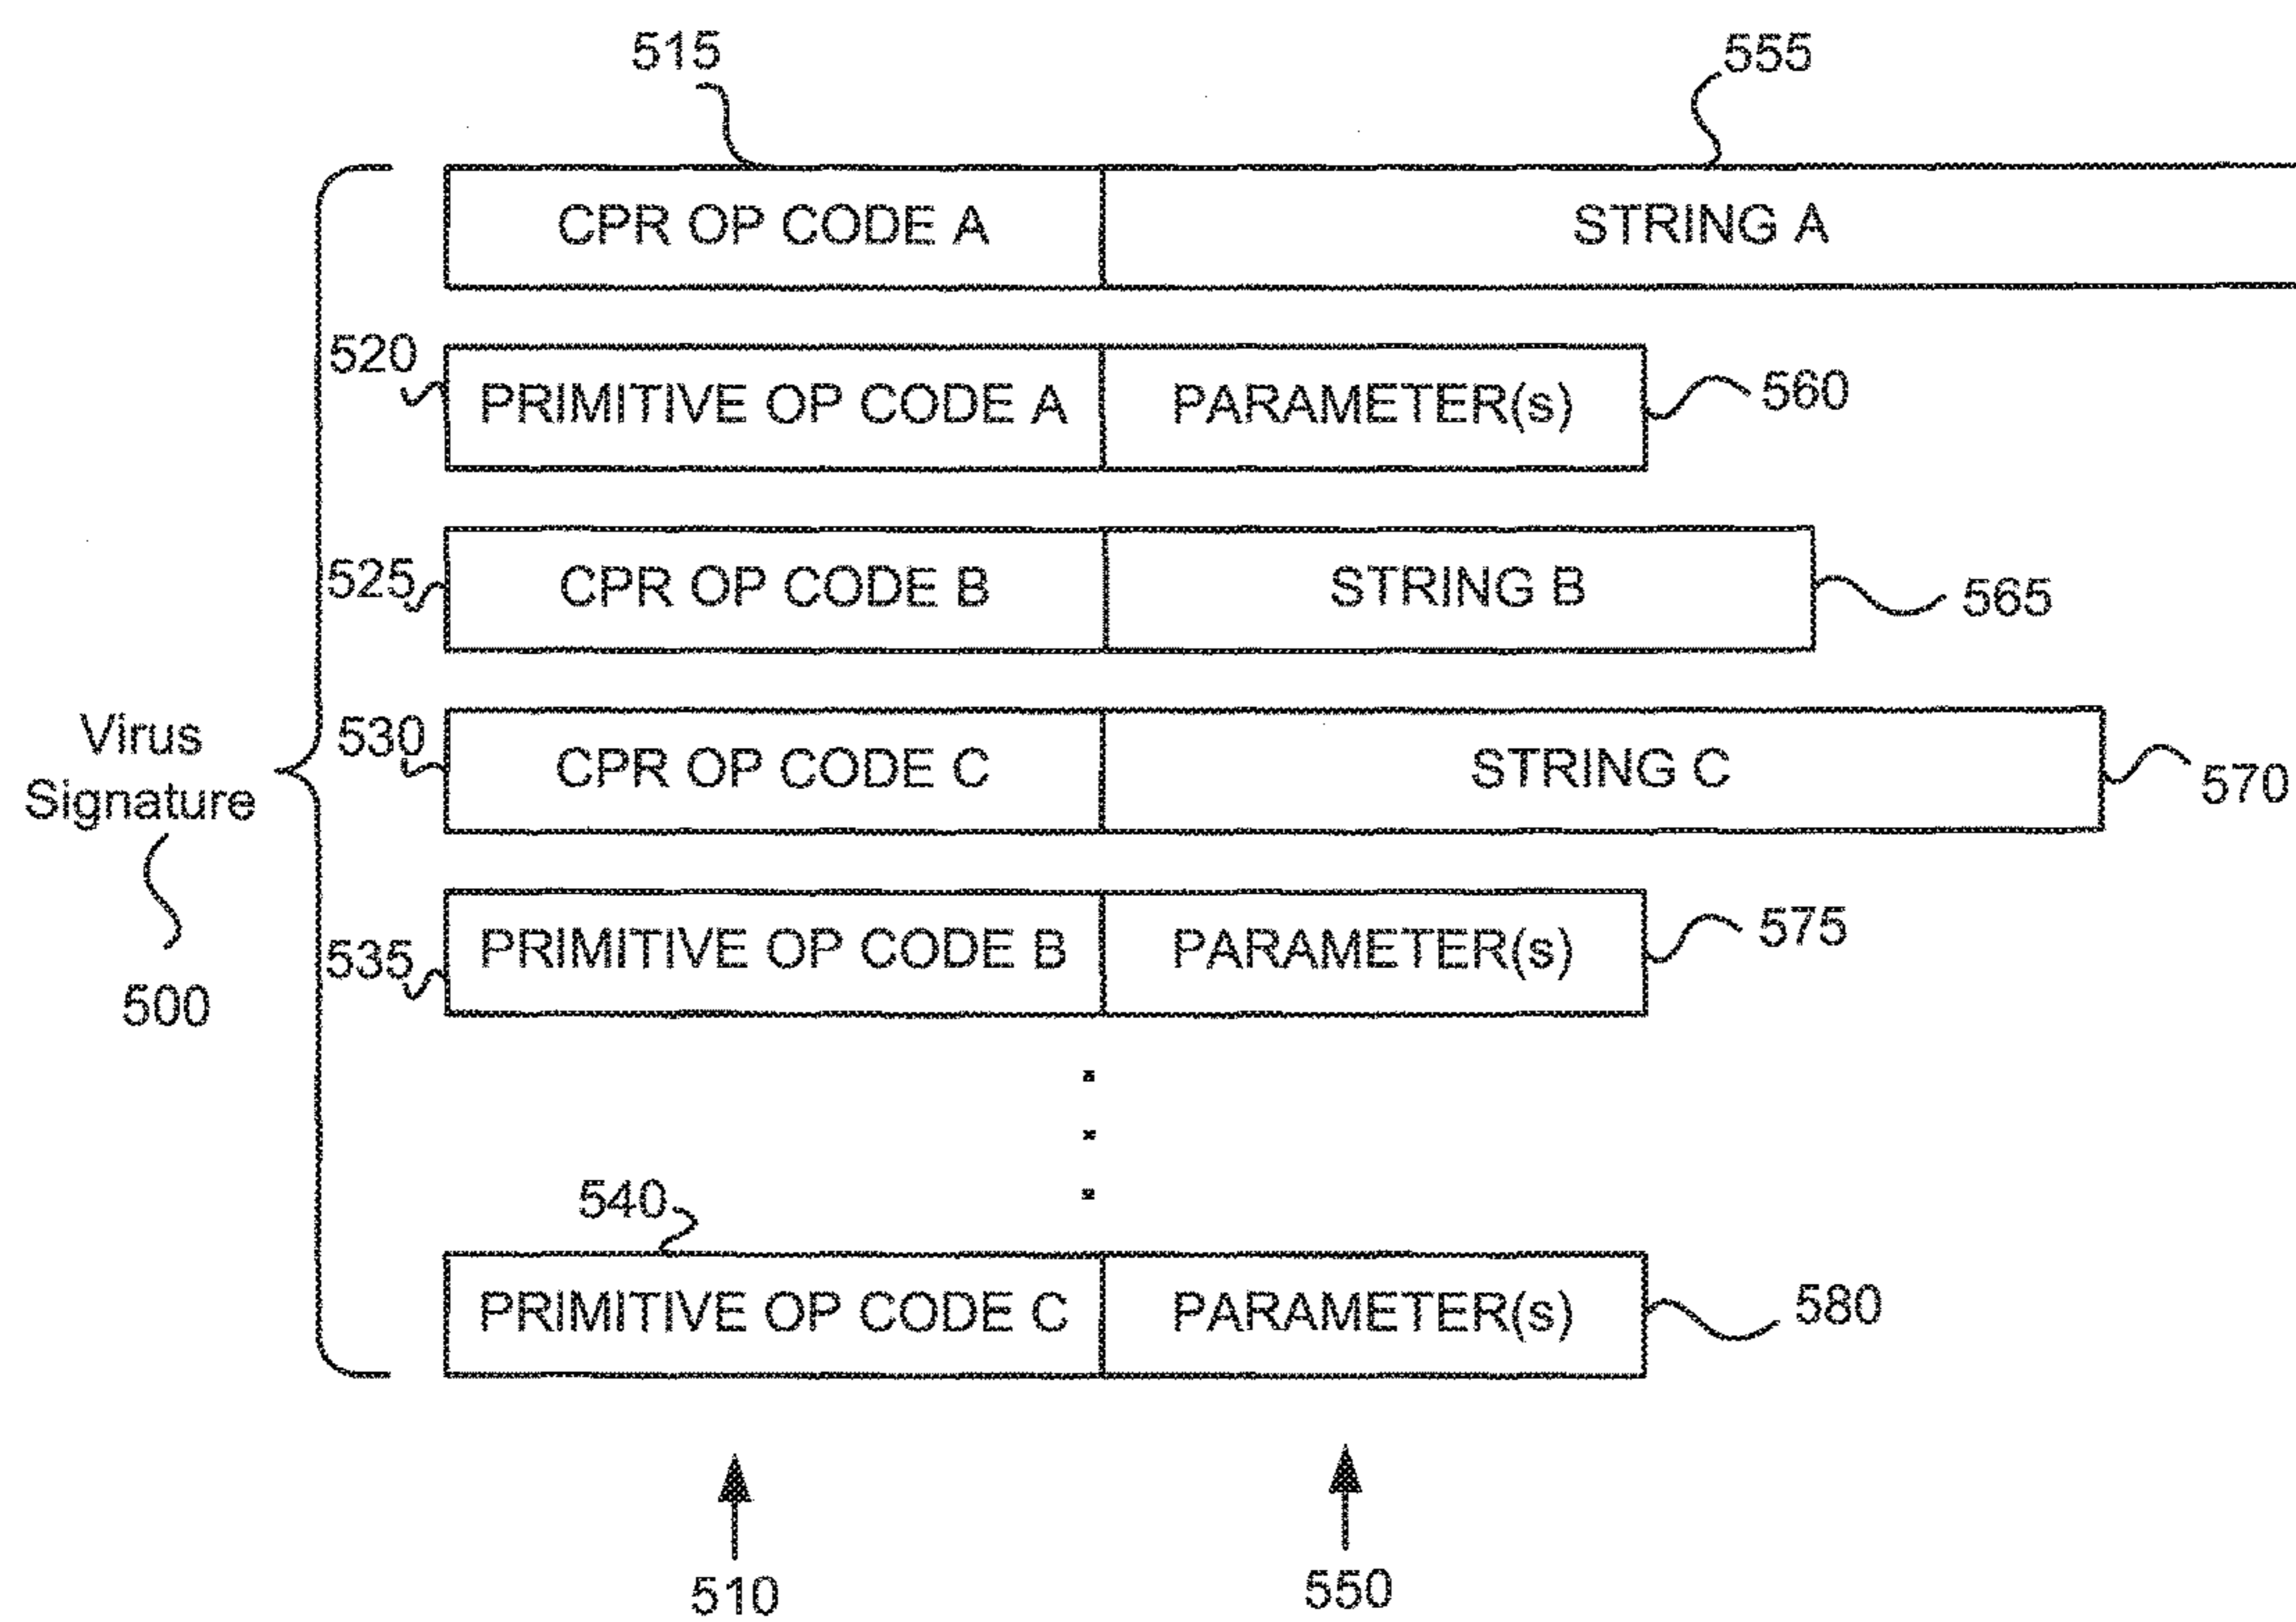 515
555
CPR OP CODE A
STRING A
520
PRIMITIVE OP CODE A
PARAMETER(s)
560
525
CPR OP CODE B
STRING B
565
530
CPR OP CODE C
STRING C
570
Virus
Signature
500
535
PRIMITIVE OP CODE B
PARAMETER(s)
575
540
PRIMITIVE OP CODE C
PARAMETER(s)
580
510
550